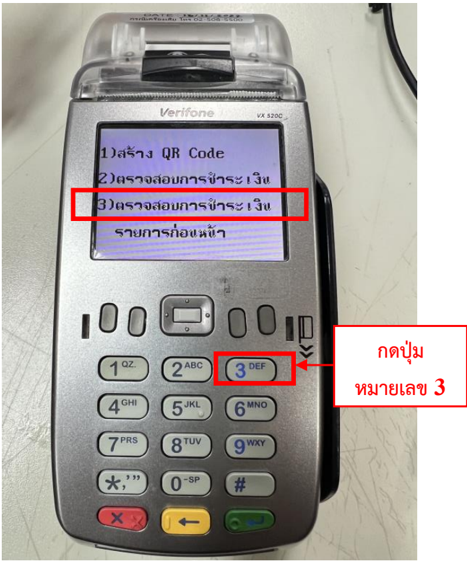 Verifone
VX 520C
1)สร้าง QR Code
2)ตรวจสอบการชำระเงิน
3)ตรวจสอบการชำระเงิน
รายการก่อนหน้า
กดปุ่ม
หมายเลข 3
1 QZ.
2 ABC
3 DEF
4 GHI
5 JKL
6 MNO
7 PRS
8 TUV
9 WXY
*,'"
0 -SP
#